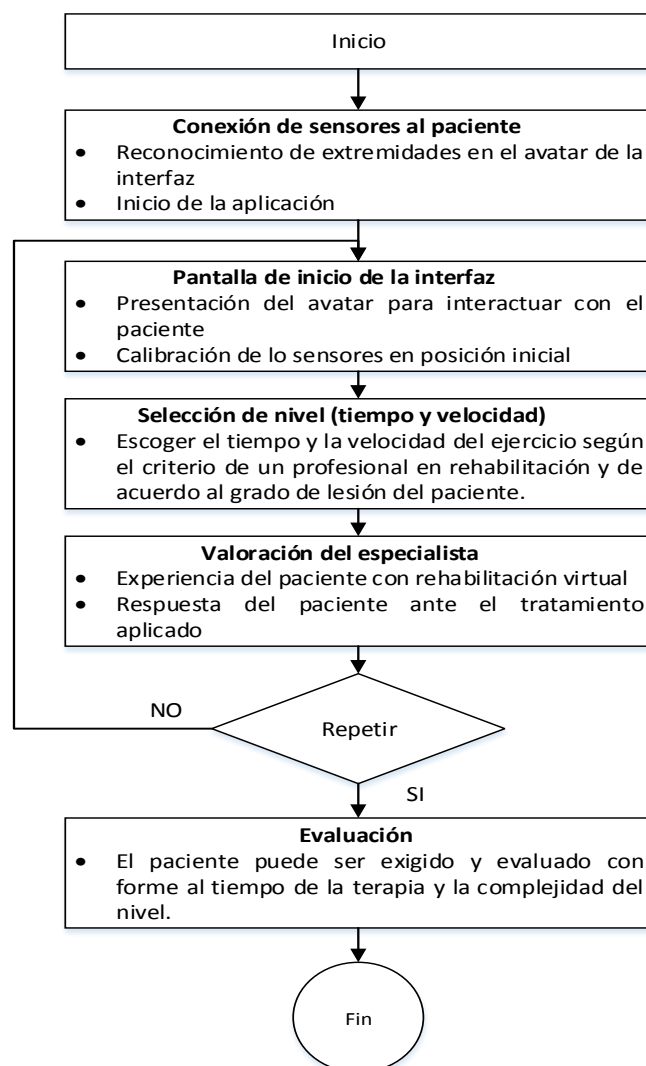 Inicio
Conexión de sensores al paciente
• Reconocimiento de extremidades en el avatar de la
interfaz
• Inicio de la aplicación
Pantalla de inicio de la interfaz
• Presentación del avatar para interactuar con el
paciente
• Calibración de lo sensores en posición inicial
Selección de nivel (tiempo y velocidad)
• Escoger el tiempo y la velocidad del ejercicio según
el criterio de un profesional en rehabilitación y de
acuerdo al grado de lesión del paciente.
Valoración del especialista
• Experiencia del paciente con rehabilitación virtual
• Respuesta del paciente ante el tratamiento
aplicado
NO
Repetir
SI
Evaluación
• El paciente puede ser exigido y evaluado con
forme al tiempo de la terapia y la complejidad del
nivel.
Fin